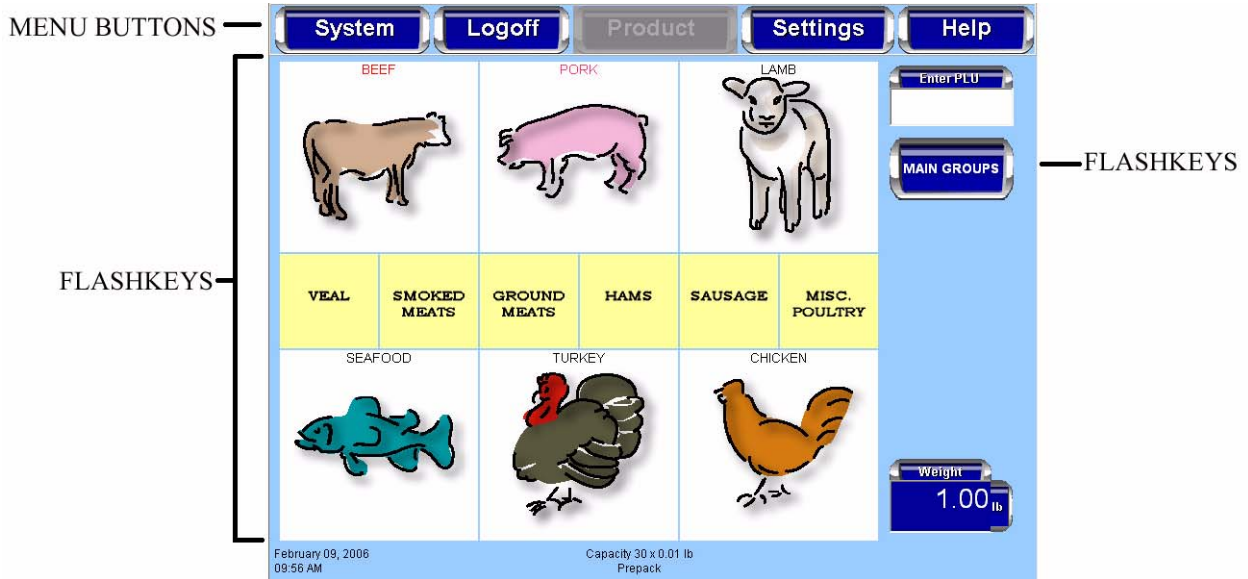 MENU BUTTONS
System Logoff Product Settings Help
BEEF PORK LAMB
Enter PLU
MAIN GROUPS
FLASHKEYS
FLASHKEYS
VEAL SMOKED MEATS GROUND MEATS HAMS SAUSAGE MISC. POULTRY
SEAFOOD TURKEY CHICKEN
Weight
1.00 lb
February 09, 2006 Capacity 30 x 0.01 lb
09:56 AM Prepack